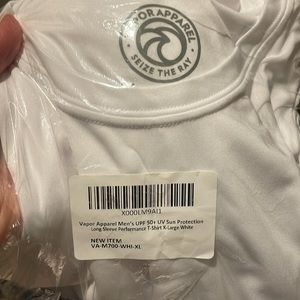 VAPOR APPAREL
SEIZE THE RAY
X000LM9AI1
Vapor Apparel Men's UPF 50+ UV Sun Protection
Long Sleeve Performance T-Shirt X-Large White
NEW ITEM
VA-M700-WHI-XL